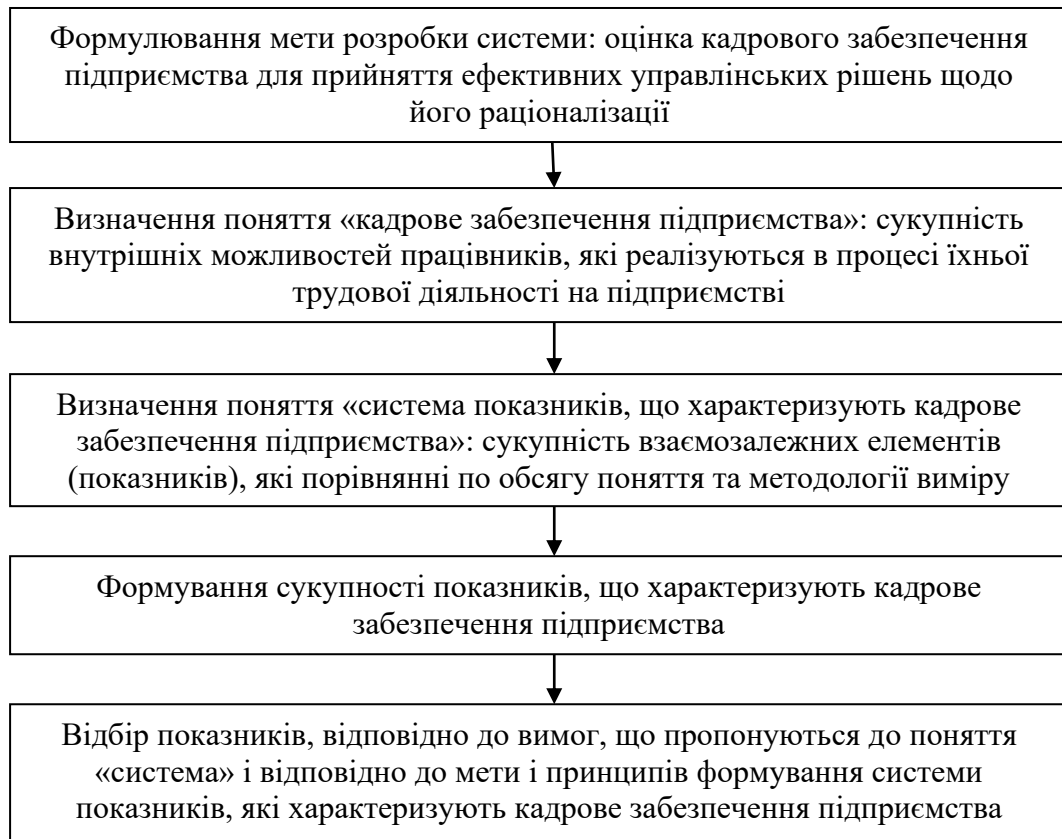 Формулювання мети розробки системи: оцінка кадрового забезпечення
підприємства для прийняття ефективних управлінських рішень щодо
його раціоналізації
Визначення поняття «кадрове забезпечення підприємства»: сукупність
внутрішніх можливостей працівників, які реалізуються в процесі їхньої
трудової діяльності на підприємстві
Визначення поняття «система показників, що характеризують кадрове
забезпечення підприємства»: сукупність взаємозалежних елементів
(показників), які порівнянні по обсягу поняття та методології виміру
Формування сукупності показників, що характеризують кадрове
забезпечення підприємства
Відбір показників, відповідно до вимог, що пропонуються до поняття
«система» і відповідно до мети і принципів формування системи
показників, які характеризують кадрове забезпечення підприємства